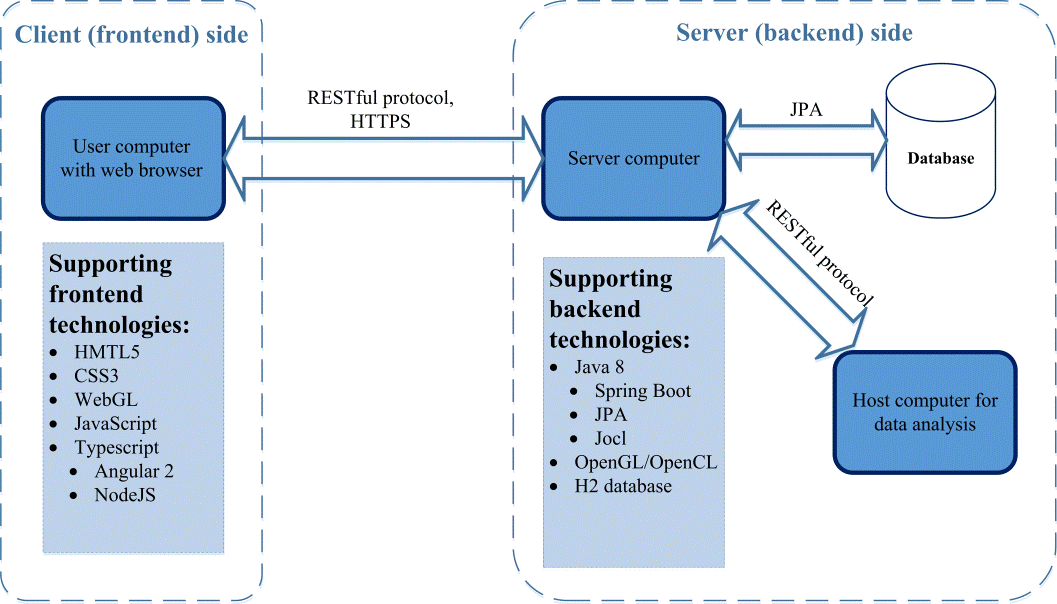 Client (frontend) side
Server (backend) side
RESTful protocol,
HTTPS
JPA
User computer
with web browser
Server computer
Database
RESTful protocol
Supporting
frontend
technologies:
• HMTL5
• CSS3
• WebGL
• JavaScript
• Typescript
• Angular 2
• NodeJS
Supporting
backend
technologies:
• Java 8
• Spring Boot
• JPA
• Jocl
• OpenGL/OpenCL
• H2 database
Host computer for
data analysis